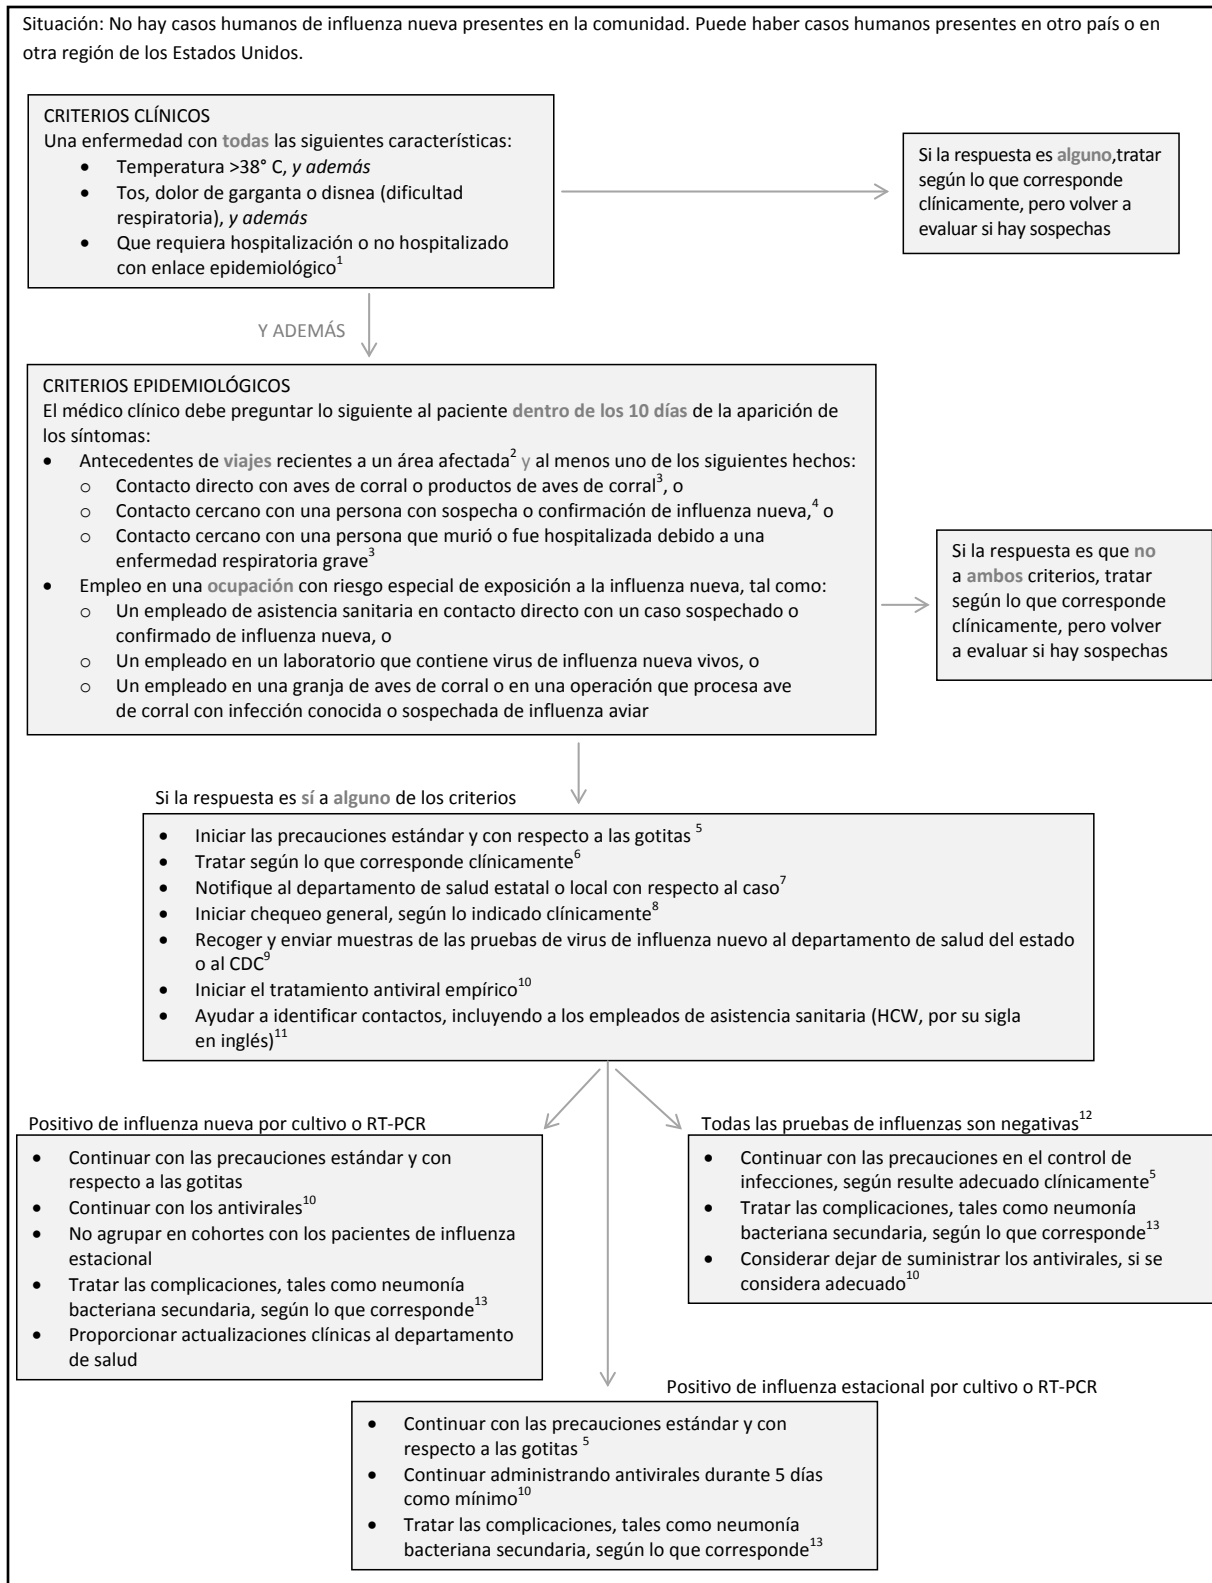 Situación: No hay casos humanos de influenza nueva presentes en la comunidad. Puede haber casos humanos presentes en otro país o en
otra región de los Estados Unidos.
CRITERIOS CLÍNICOS
Una enfermedad con todas las siguientes características:
• Temperatura >38° C, y además
• Tos, dolor de garganta o disnea (dificultad
respiratoria), y además
• Que requiera hospitalización o no hospitalizado
con enlace epidemiológico1
Si la respuesta es alguno,tratar
según lo que corresponde
clínicamente, pero volver a
evaluar si hay sospechas
Y ADEMÁS
CRITERIOS EPIDEMIOLÓGICOS
El médico clínico debe preguntar lo siguiente al paciente dentro de los 10 días de la aparición de
los síntomas:
• Antecedentes de viajes recientes a un área afectada2 y al menos uno de los siguientes hechos:
o Contacto directo con aves de corral o productos de aves de corral3, o
o Contacto cercano con una persona con sospecha o confirmación de influenza nueva,4 o
o Contacto cercano con una persona que murió o fue hospitalizada debido a una
enfermedad respiratoria grave3
• Empleo en una ocupación con riesgo especial de exposición a la influenza nueva, tal como:
o Un empleado de asistencia sanitaria en contacto directo con un caso sospechado o
confirmado de influenza nueva, o
o Un empleado en un laboratorio que contiene virus de influenza nueva vivos, o
o Un empleado en una granja de aves de corral o en una operación que procesa ave
de corral con infección conocida o sospechada de influenza aviar
Si la respuesta es que no
a ambos criterios, tratar
según lo que corresponde
clínicamente, pero volver
a evaluar si hay sospechas
Si la respuesta es sí a alguno de los criterios
• Iniciar las precauciones estándar y con respecto a las gotitas 5
• Tratar según lo que corresponde clínicamente6
• Notifique al departamento de salud estatal o local con respecto al caso7
• Iniciar chequeo general, según lo indicado clínicamente8
• Recoger y enviar muestras de las pruebas de virus de influenza nuevo al departamento de salud del estado
o al CDC9
• Iniciar el tratamiento antiviral empírico10
• Ayudar a identificar contactos, incluyendo a los empleados de asistencia sanitaria (HCW, por su sigla
en inglés)11
Positivo de influenza nueva por cultivo o RT-PCR
• Continuar con las precauciones estándar y con
respecto a las gotitas
• Continuar con los antivirales10
• No agrupar en cohortes con los pacientes de influenza
estacional
• Tratar las complicaciones, tales como neumonía
bacteriana secundaria, según lo que corresponde13
• Proporcionar actualizaciones clínicas al departamento
de salud
Todas las pruebas de influenzas son negativas12
• Continuar con las precauciones en el control de
infecciones, según resulte adecuado clínicamente5
• Tratar las complicaciones, tales como neumonía
bacteriana secundaria, según lo que corresponde13
• Considerar dejar de suministrar los antivirales, si se
considera adecuado10
Positivo de influenza estacional por cultivo o RT-PCR
• Continuar con las precauciones estándar y con
respecto a las gotitas 5
• Continuar administrando antivirales durante 5 días
como mínimo10
• Tratar las complicaciones, tales como neumonía
bacteriana secundaria, según lo que corresponde13